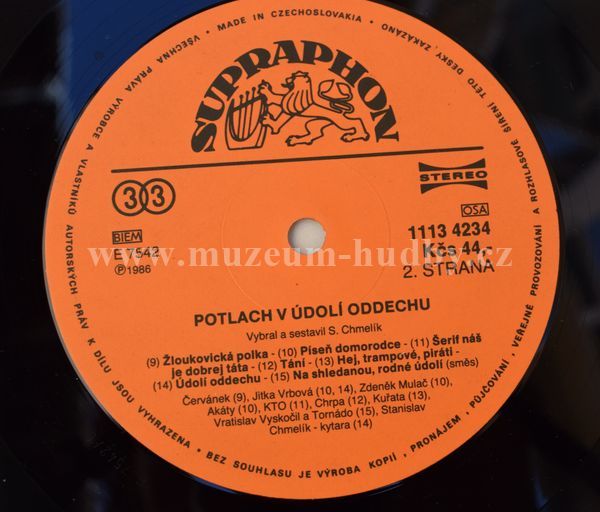 • MADE IN CZECHOSLOVAKIA • VŠECHNA PRÁVA VÝROBCE A VLASTNÍKŮ AUTORSKÝCH PRÁV K DÍLU JSOU VYHRAZENA • BEZ SOUHLASU JE VÝROBA KOPIÍ, PRONÁJEM, PŮJČOVÁNÍ, VEŘEJNÉ PROVOZOVÁNÍ A ROZHLASOVÉ ŠÍŘENÍ TÉTO DESKY ZAKÁZÁNO
SUPRAPHON
33
STEREO
OSA
BIEM
1113 4234
E 7542
Kčs 44,-
℗ 1986
2. STRANA
www.muzeum-hudby.cz
POTLACH V ÚDOLÍ ODDECHU
Vybral a sestavil S. Chmelík
(9) Žloukovická polka - (10) Píseň domorodce - (11) Šerif náš
je dobrej táta - (12) Tání - (13) Hej, trampové, piráti -
(14) Údolí oddechu - (15) Na shledanou, rodné údolí (směs)
Červánek (9), Jitka Vrbová (10, 14), Zdeněk Mulač (10),
Akáty (10), KTO (11), Chrpa (12), Kuřata (13),
Vratislav Vyskočil a Tornádo (15), Stanislav
Chmelík - kytara (14)